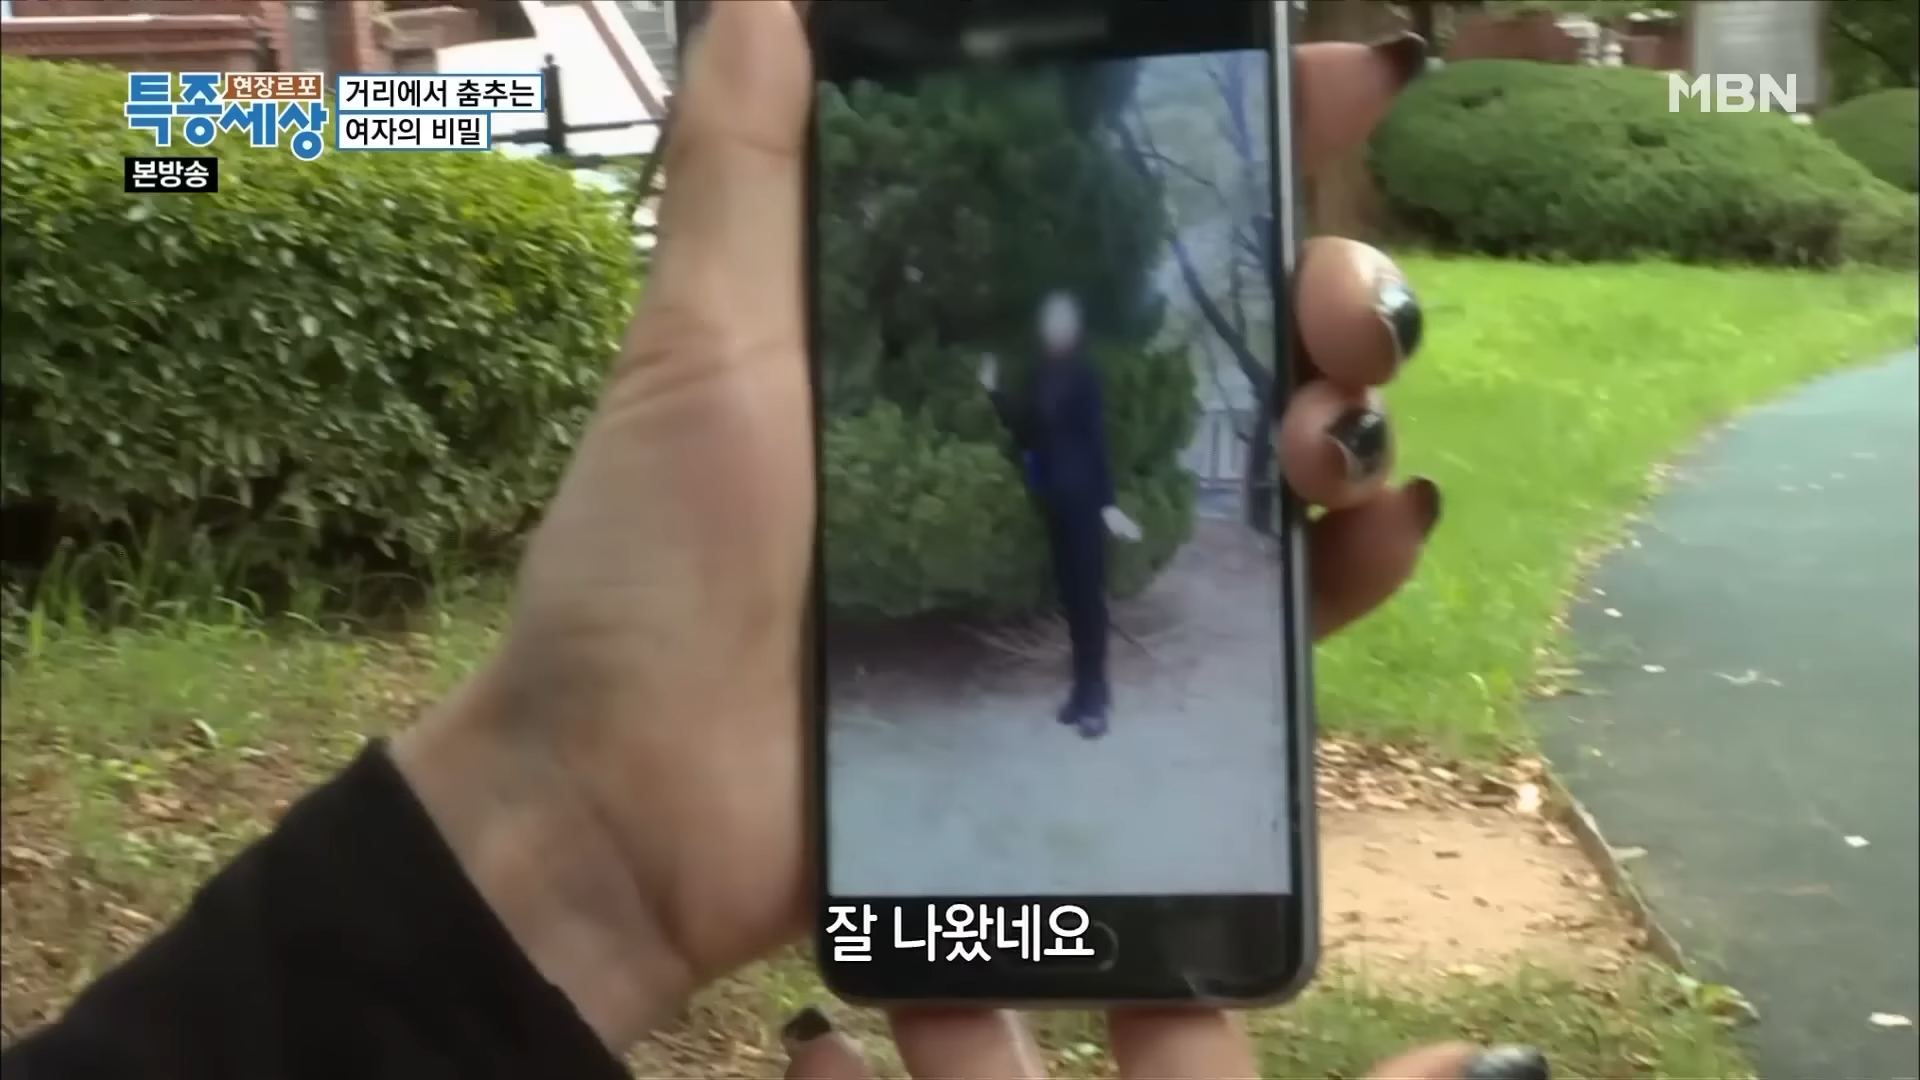 특종세상
현장르포
거리에서 춤추는
여자의 비밀
본방송
MBN
잘 나왔네요